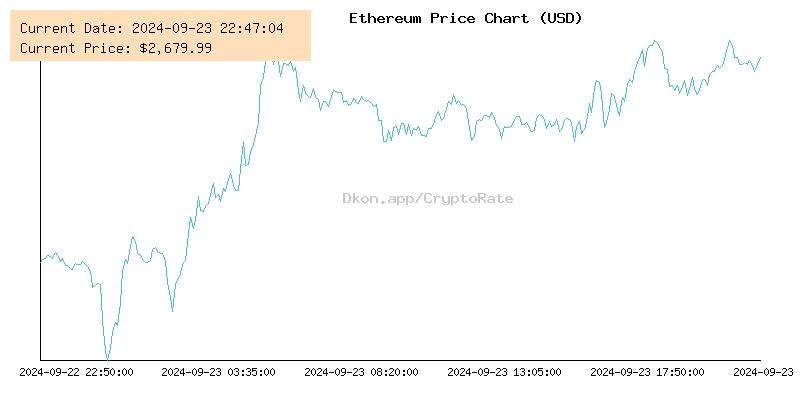 Ethereum Price Chart (USD)
Current Date: 2024-09-23 22:47:04
Current Price: $2,679.99
Dkon.app/CryptoRate
2024-09-22 22:50:00 2024-09-23 03:35:00 2024-09-23 08:20:00 2024-09-23 13:05:00 2024-09-23 17:50:00 2024-09-23